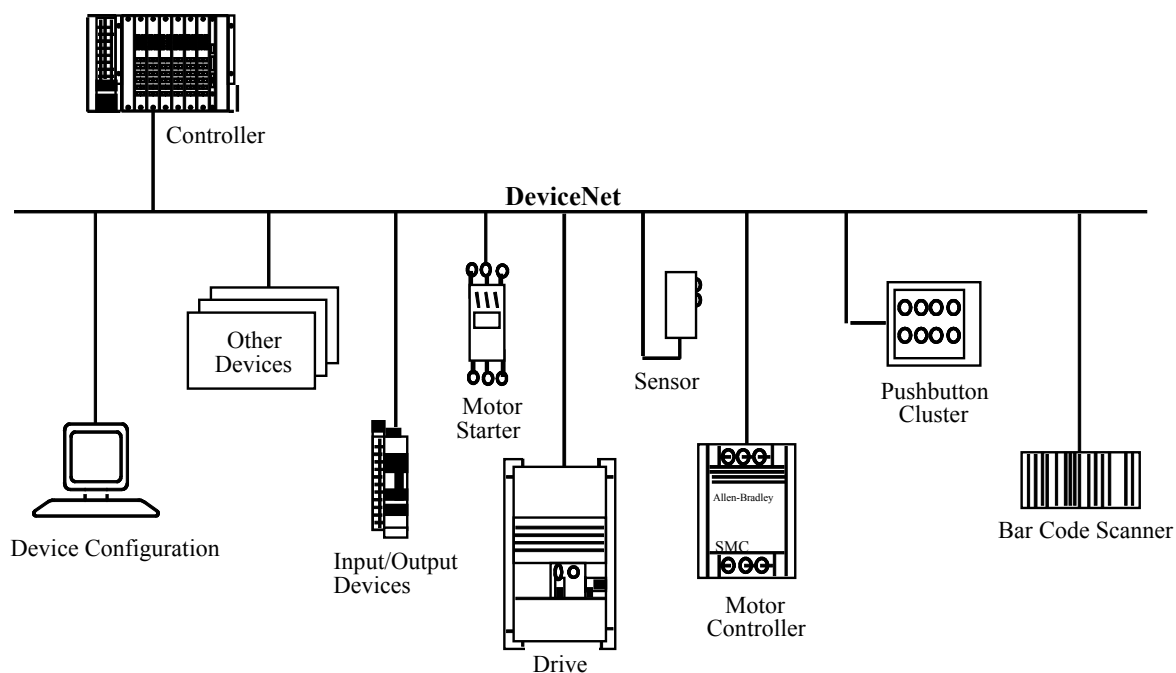 Controller
DeviceNet
Other
Devices
Sensor
Motor
Starter
Pushbutton
Cluster
Allen-Bradley
SMC
Device Configuration
Input/Output
Devices
Bar Code Scanner
Motor
Controller
Drive